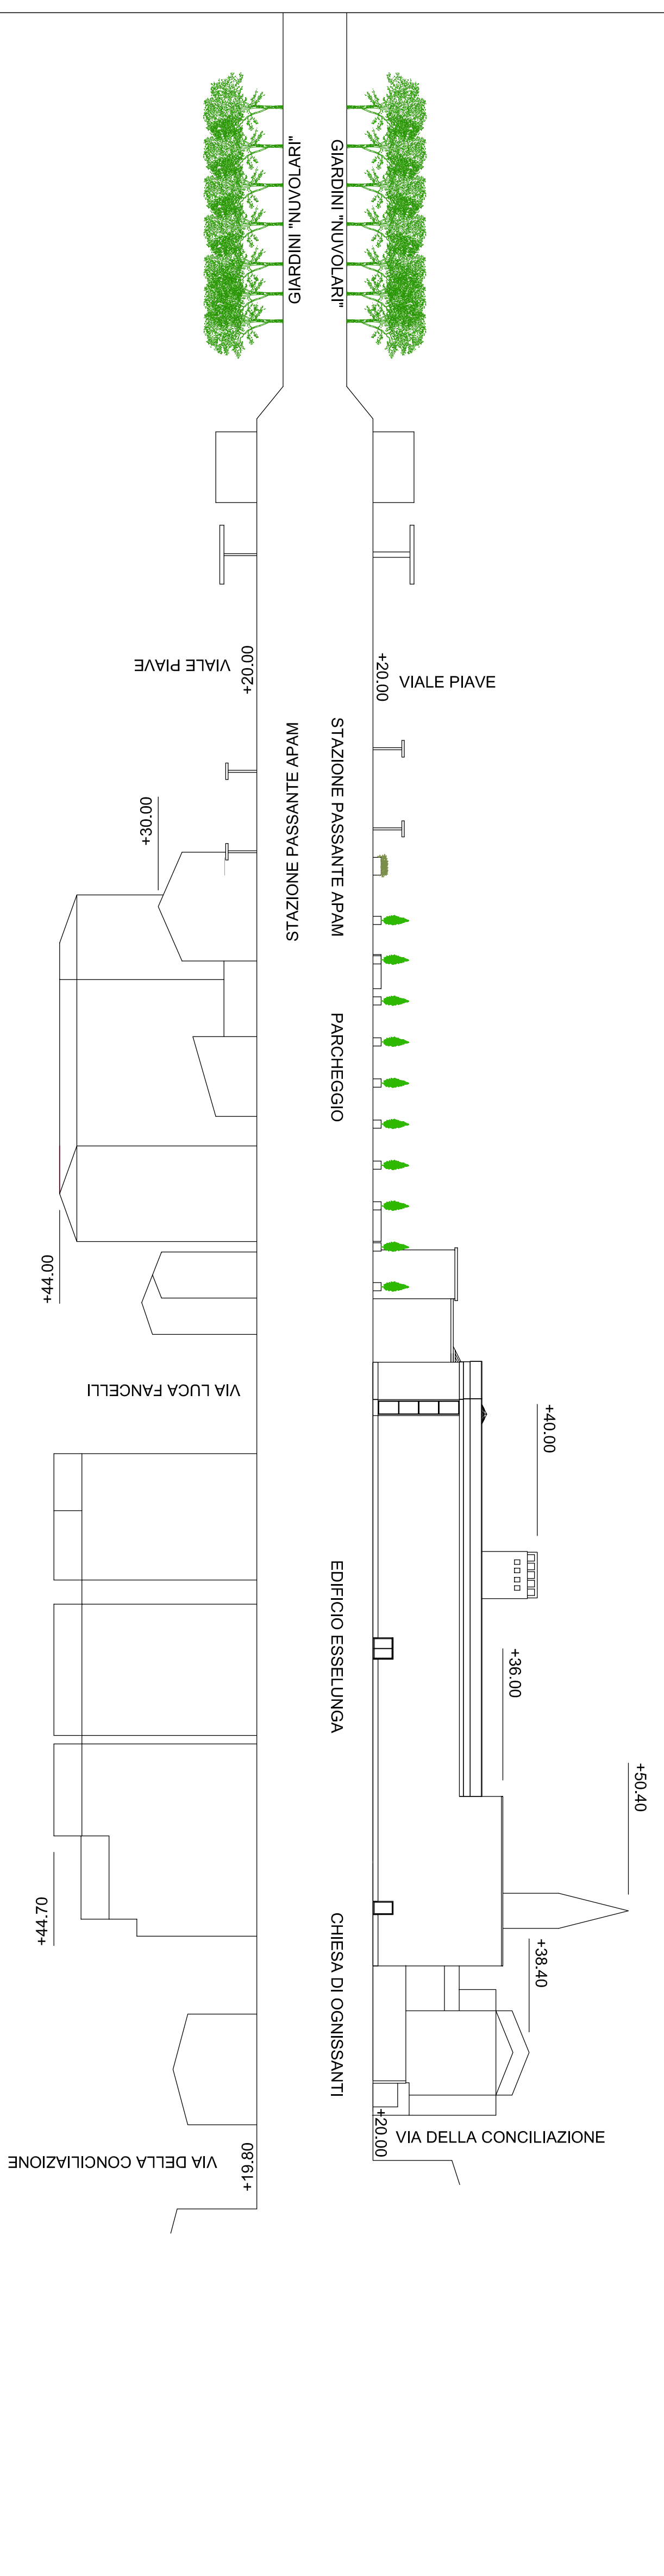 GIARDINI "NUVOLARI"
GIARDINI "NUVOLARI"
VIALE PIAVE
+20.00
+20.00
VIALE PIAVE
STAZIONE PASSANTE APAM
STAZIONE PASSANTE APAM
+30.00
PARCHEGGIO
+44.00
VIA LUCA FANCELLI
+40.00
EDIFICIO ESSELUNGA
+36.00
+50.40
+44.70
CHIESA DI OGNISSANTI
+38.40
+20.00
VIA DELLA CONCILIAZIONE
+19.80
VIA DELLA CONCILIAZIONE